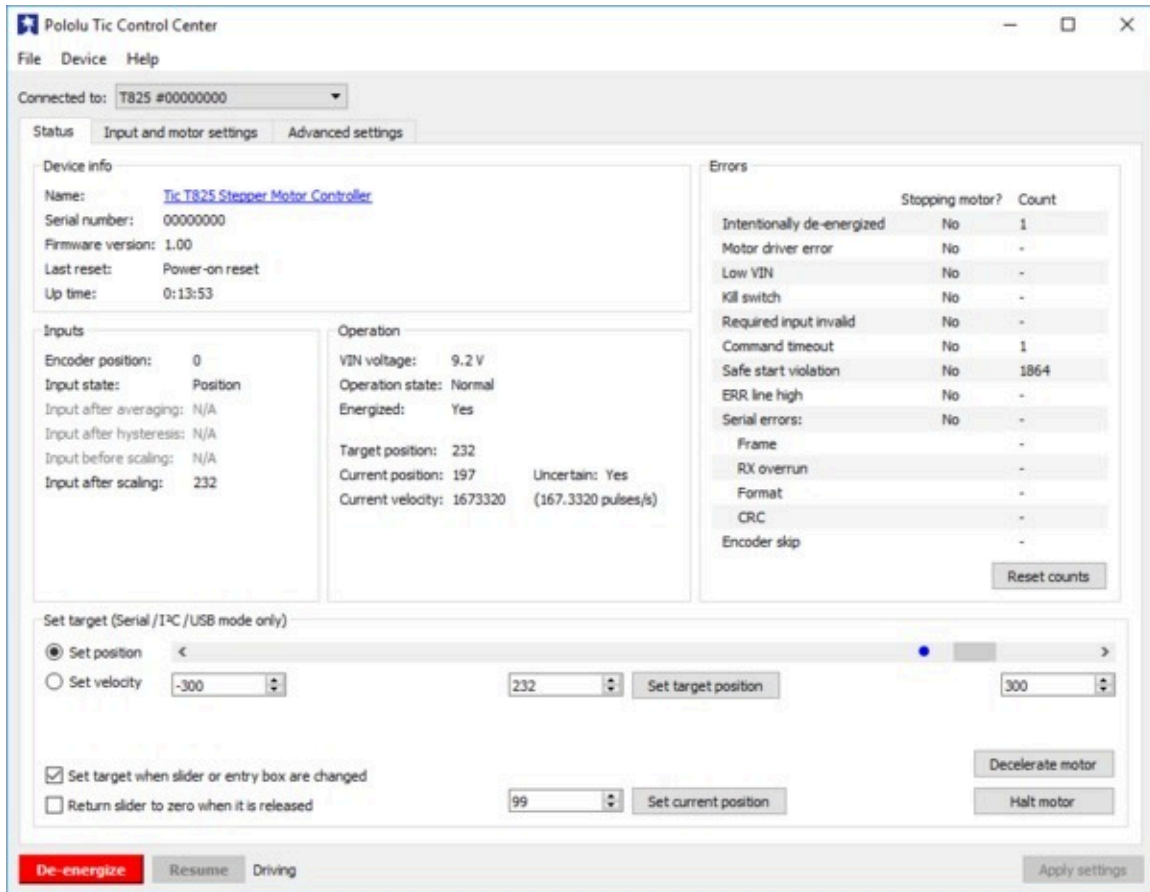 Pololu Tic Control Center
File Device Help
Connected to: T825 #00000000
Status Input and motor settings Advanced settings
Device info
Name: Tic T825 Stepper Motor Controller
Serial number: 00000000
Firmware version: 1.00
Last reset: Power-on reset
Up time: 0:13:53
Inputs
Encoder position: 0
Input state: Position
Input after averaging: N/A
Input after hysteresis: N/A
Input before scaling: N/A
Input after scaling: 232
Operation
VIN voltage: 9.2 V
Operation state: Normal
Energized: Yes
Target position: 232
Current position: 197 Uncertain: Yes
Current velocity: 1673320 (167.3320 pulses/s)
Errors
Stopping motor? Count
Intentionally de-energized No 1
Motor driver error No -
Low VIN No -
Kill switch No -
Required input invalid No -
Command timeout No 1
Safe start violation No 1864
ERR line high No -
Serial errors: No -
Frame -
RX overrun -
Format -
CRC -
Encoder skip -
Reset counts
Set target (Serial /I²C /USB mode only)
Set position
Set velocity -300 232 Set target position 300
Set target when slider or entry box are changed
Decelerate motor
Return slider to zero when it is released 99 Set current position Halt motor
De-energize Resume Driving Apply settings